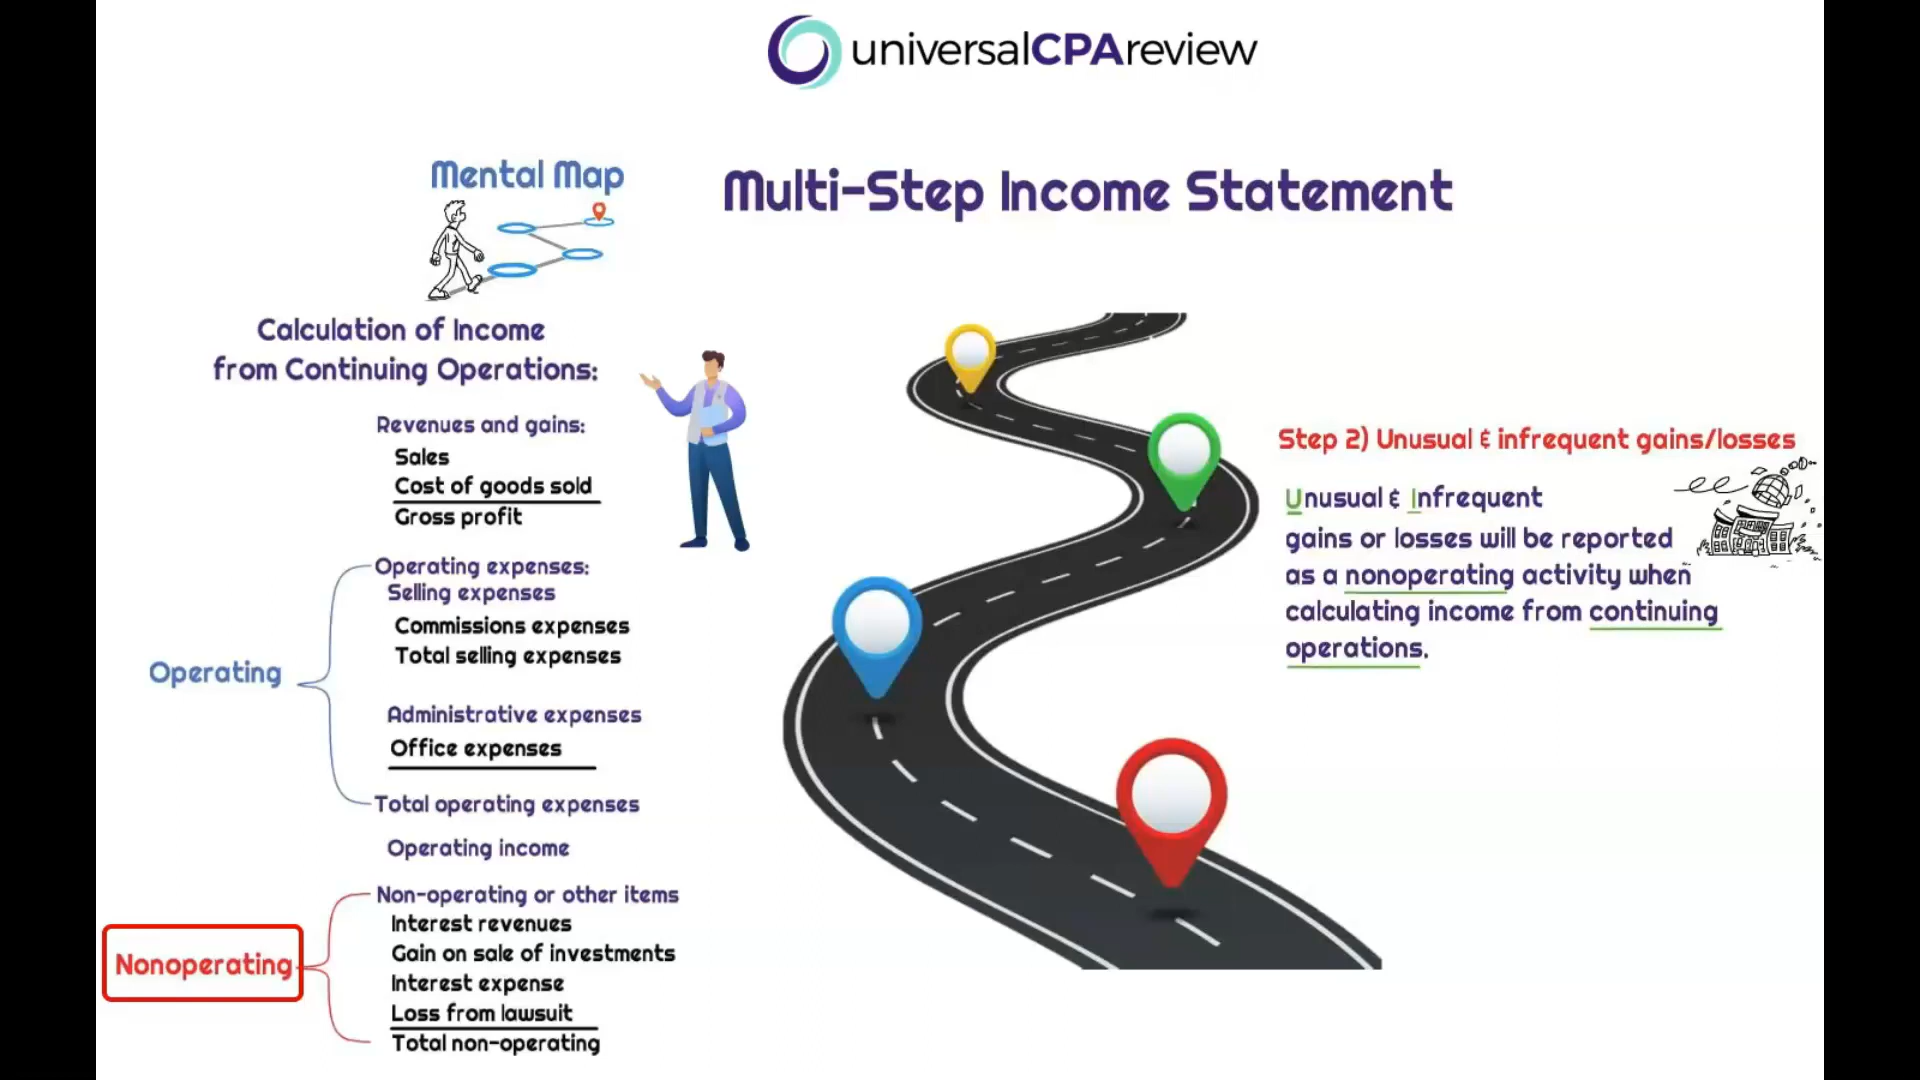 universalCPAreview
Mental Map
Multi-Step Income Statement
Calculation of Income
from Continuing Operations:
Revenues and gains:
Sales
Cost of goods sold
Gross profit
Operating expenses:
Selling expenses
Commissions expenses
Total selling expenses
Operating
Administrative expenses
Office expenses
Total operating expenses
Operating income
Non-operating or other items
Interest revenues
Gain on sale of investments
Nonoperating
Interest expense
Loss from lawsuit
Total non-operating
Step 2) Unusual & infrequent gains/losses
Unusual & Infrequent
gains or losses will be reported
as a nonoperating activity when
calculating income from continuing
operations.